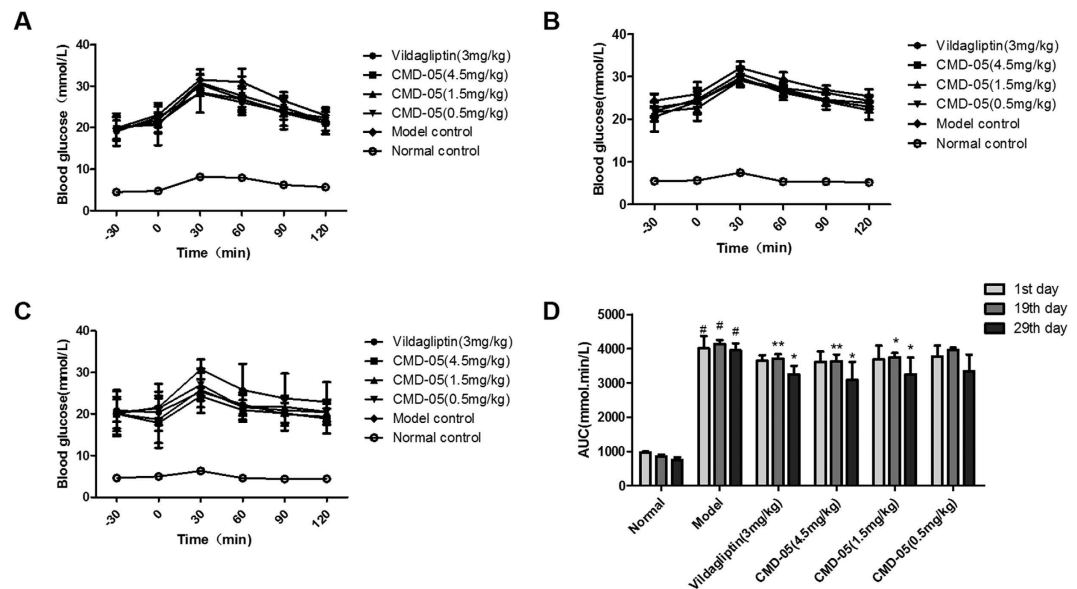 A
Blood glucose（mmol/L）
40
30
20
10
0
-30
0
30
60
90
120
Time（min）
Vildagliptin(3mg/kg)
CMD-05(4.5mg/kg)
CMD-05(1.5mg/kg)
CMD-05(0.5mg/kg)
Model control
Normal control
B
Blood glucose(mmol/L)
40
30
20
10
0
-30
0
30
60
90
120
Time（min）
Vildagliptin(3mg/kg)
CMD-05(4.5mg/kg)
CMD-05(1.5mg/kg)
CMD-05(0.5mg/kg)
Model control
Normal control
C
Blood glucose(mmol/L)
40
30
20
10
0
-30
0
30
60
90
120
Time（min）
Vildagliptin(3mg/kg)
CMD-05(4.5mg/kg)
CMD-05(1.5mg/kg)
CMD-05(0.5mg/kg)
Model control
Normal control
D
1st day
19th day
29th day
AUC(mmol.min/L)
5000
4000
3000
1000
0
# # #
** *
** *
* *
Normal
Model
Vildagliptin(3mg/kg)
CMD-05(4.5mg/kg)
CMD-05(1.5mg/kg)
CMD-05(0.5mg/kg)